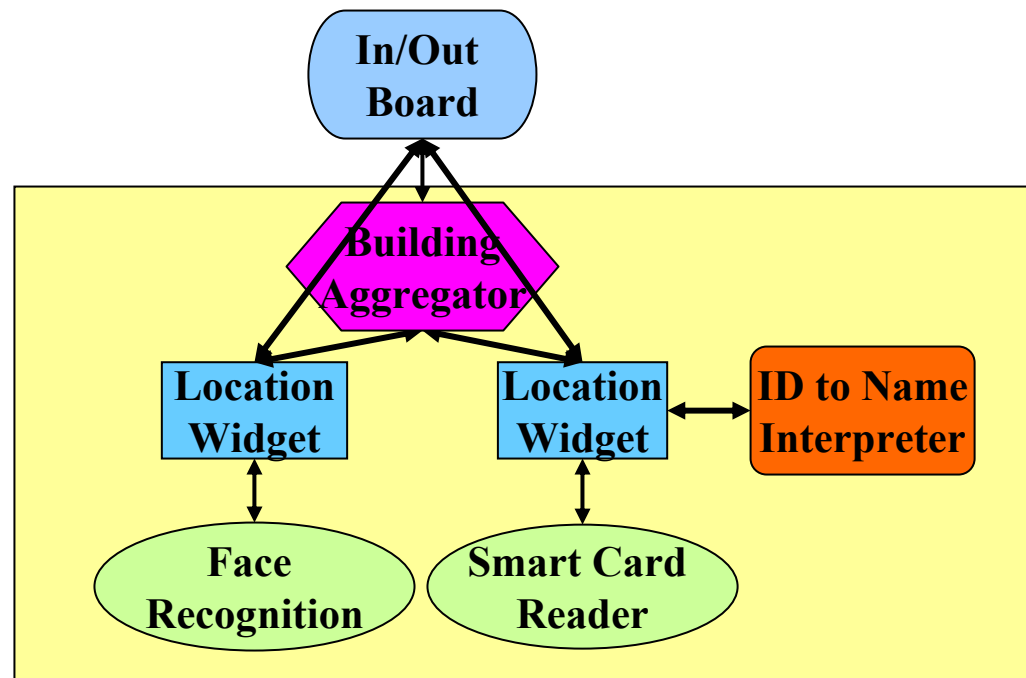 In/Out
Board
Building
Aggregator
Location
Widget
Location
Widget
ID to Name
Interpreter
Face
Recognition
Smart Card
Reader